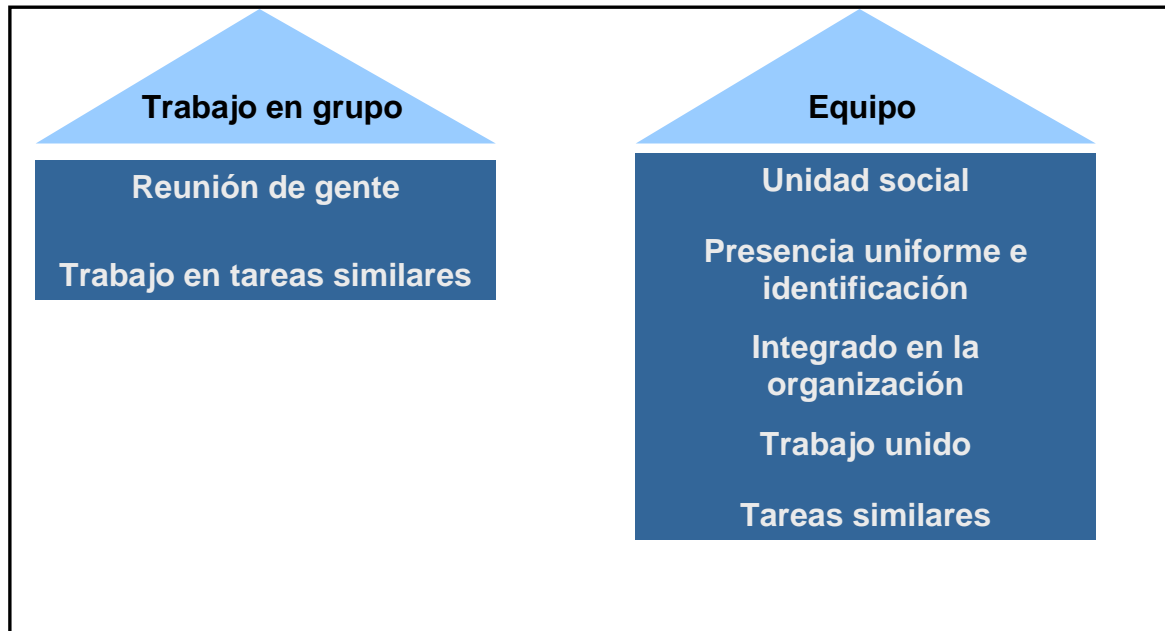 Trabajo en grupo
Reunión de gente
Trabajo en tareas similares
Equipo
Unidad social
Presencia uniforme e
identificación
Integrado en la
organización
Trabajo unido
Tareas similares